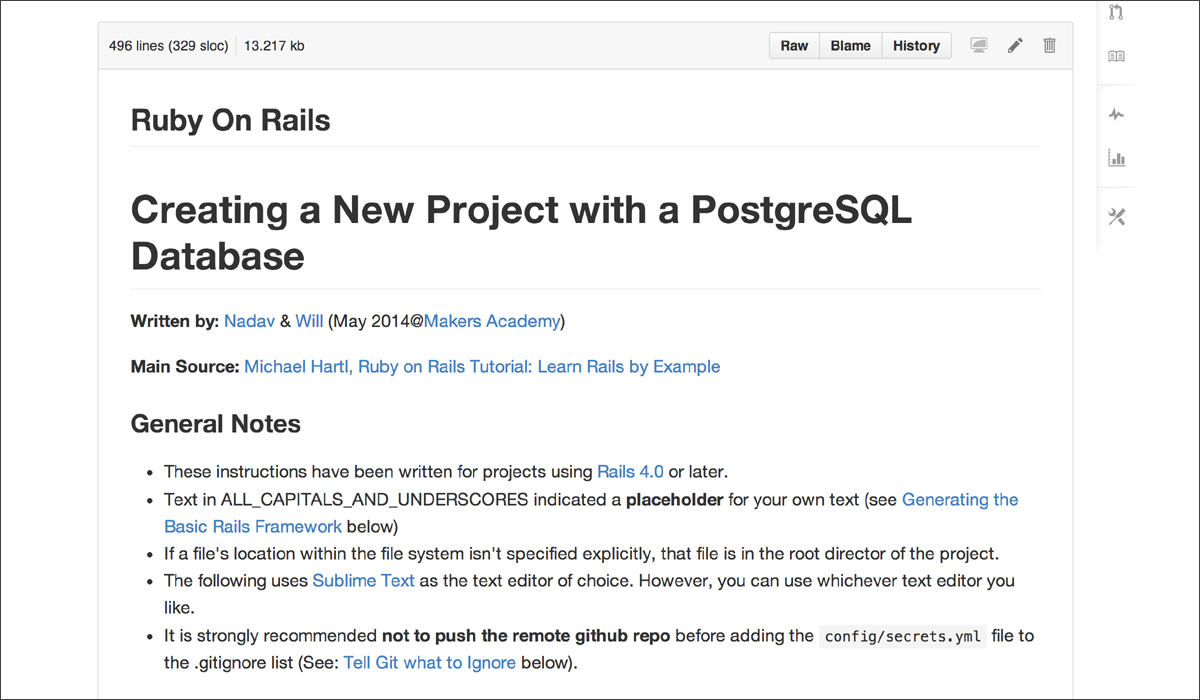 496 lines (329 sloc) 13.217 kb Raw Blame History
Ruby On Rails
Creating a New Project with a PostgreSQL
Database
Written by: Nadav & Will (May 2014@Makers Academy)
Main Source: Michael Hartl, Ruby on Rails Tutorial: Learn Rails by Example
General Notes
• These instructions have been written for projects using Rails 4.0 or later.
• Text in ALL_CAPITALS_AND_UNDERSCORES indicated a placeholder for your own text (see Generating the
Basic Rails Framework below)
• If a file's location within the file system isn't specified explicitly, that file is in the root director of the project.
• The following uses Sublime Text as the text editor of choice. However, you can use whichever text editor you
like.
• It is strongly recommended not to push the remote github repo before adding the config/secrets.yml file to
the .gitignore list (See: Tell Git what to Ignore below).